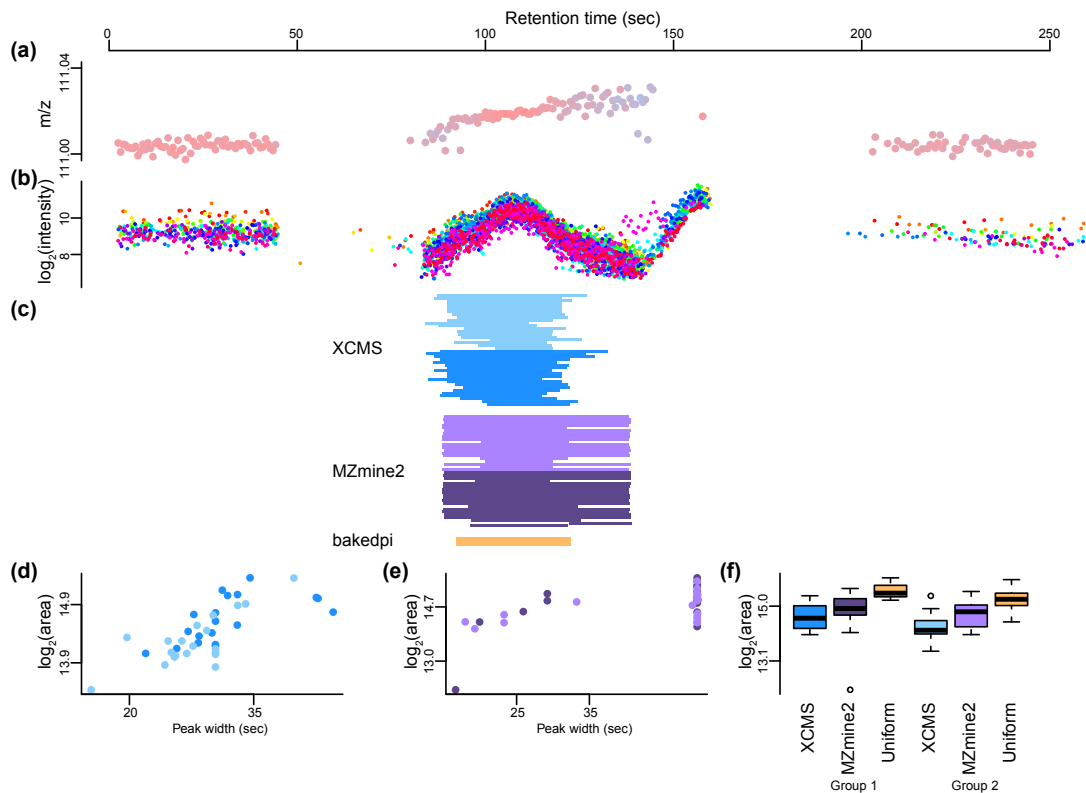 Retention time (sec)
0 50 100 150 200 250
(a)
111.04
111.00
m/z
(b)
10
8
log2(intensity)
(c)
XCMS
MZmine2
bakedpi
(d)
14.9
13.9
log2(area)
20 35
Peak width (sec)
(e)
14.7
13.0
log2(area)
25 35
Peak width (sec)
(f)
15.0
13.1
log2(area)
XCMS
MZmine2
Uniform
XCMS
MZmine2
Uniform
Group 1 Group 2